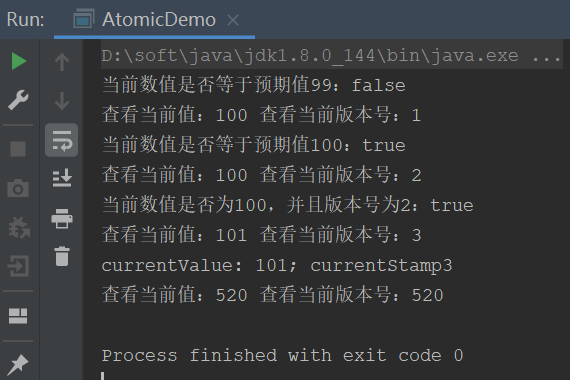 Run: AtomicDemo ×
D:\soft\java\jdk1.8.0_144\bin\java.exe ...
当前数值是否等于预期值99：false
查看当前值：100 查看当前版本号：1
当前数值是否等于预期值100：true
查看当前值：100 查看当前版本号：2
当前数值是否为100，并且版本号为2：true
查看当前值：101 查看当前版本号：3
currentValue: 101; currentStamp3
查看当前值：520 查看当前版本号：520
Process finished with exit code 0